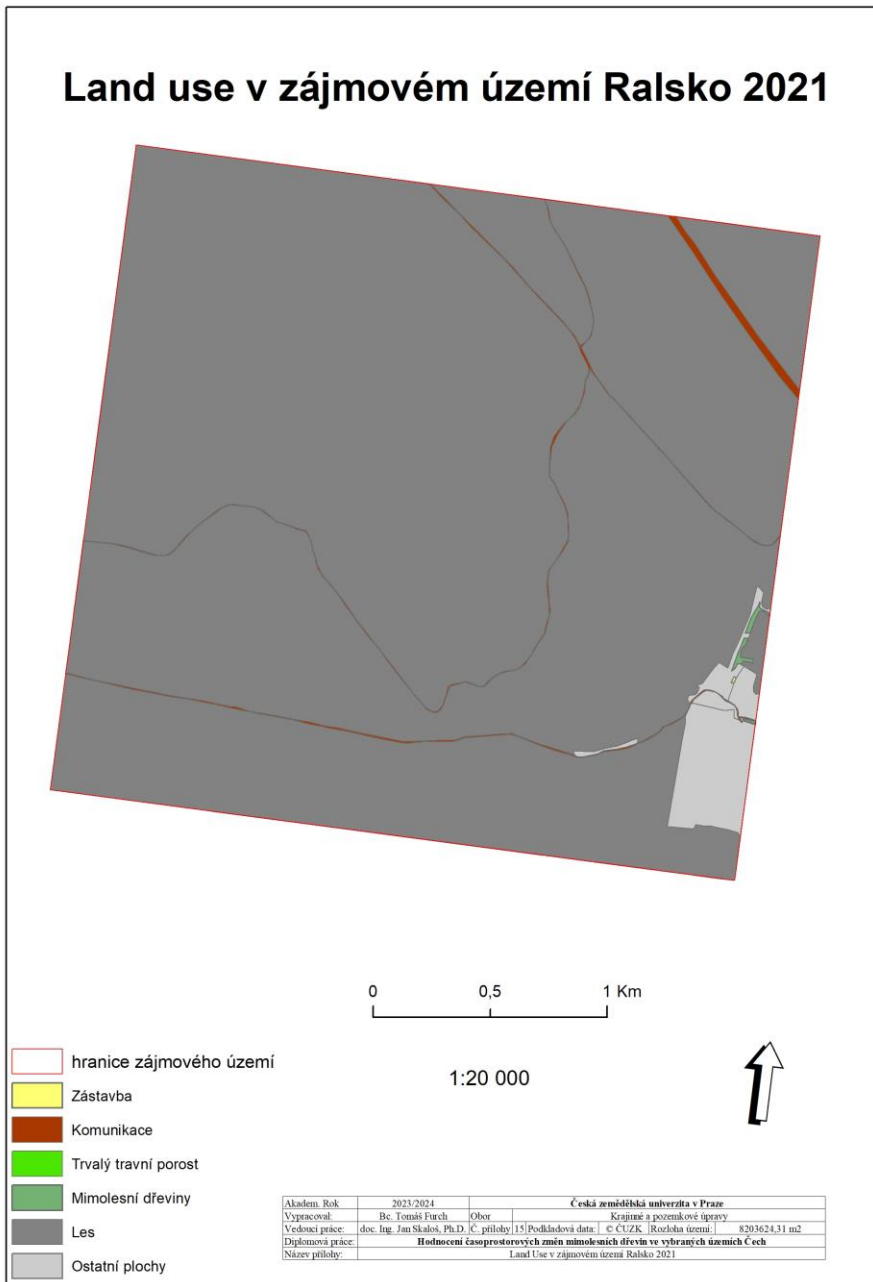 Land use v zájmovém území Ralsko 2021
0 0,5 1 Km
1:20 000
hranice zájmového území
Zástavba
Komunikace
Trvalý travní porost
Mimolesní dřeviny
Les
Ostatní plochy
Akadem. Rok 2023/2024 Česká zemědělská univerzita v Praze
Vypracoval: Bc. Tomáš Furch Obor Krajinné a pozemkové úpravy
Vedoucí práce: doc. Ing. Jan Skaloš, Ph.D. Č. přílohy 15 Podkladová data: © ČUZK Rozloha území: 8203624,31 m2
Diplomová práce: Hodnocení časoprostorových změn mimolesních dřevin ve vybraných územích Čech
Název přílohy: Land Use v zájmovém území Ralsko 2021